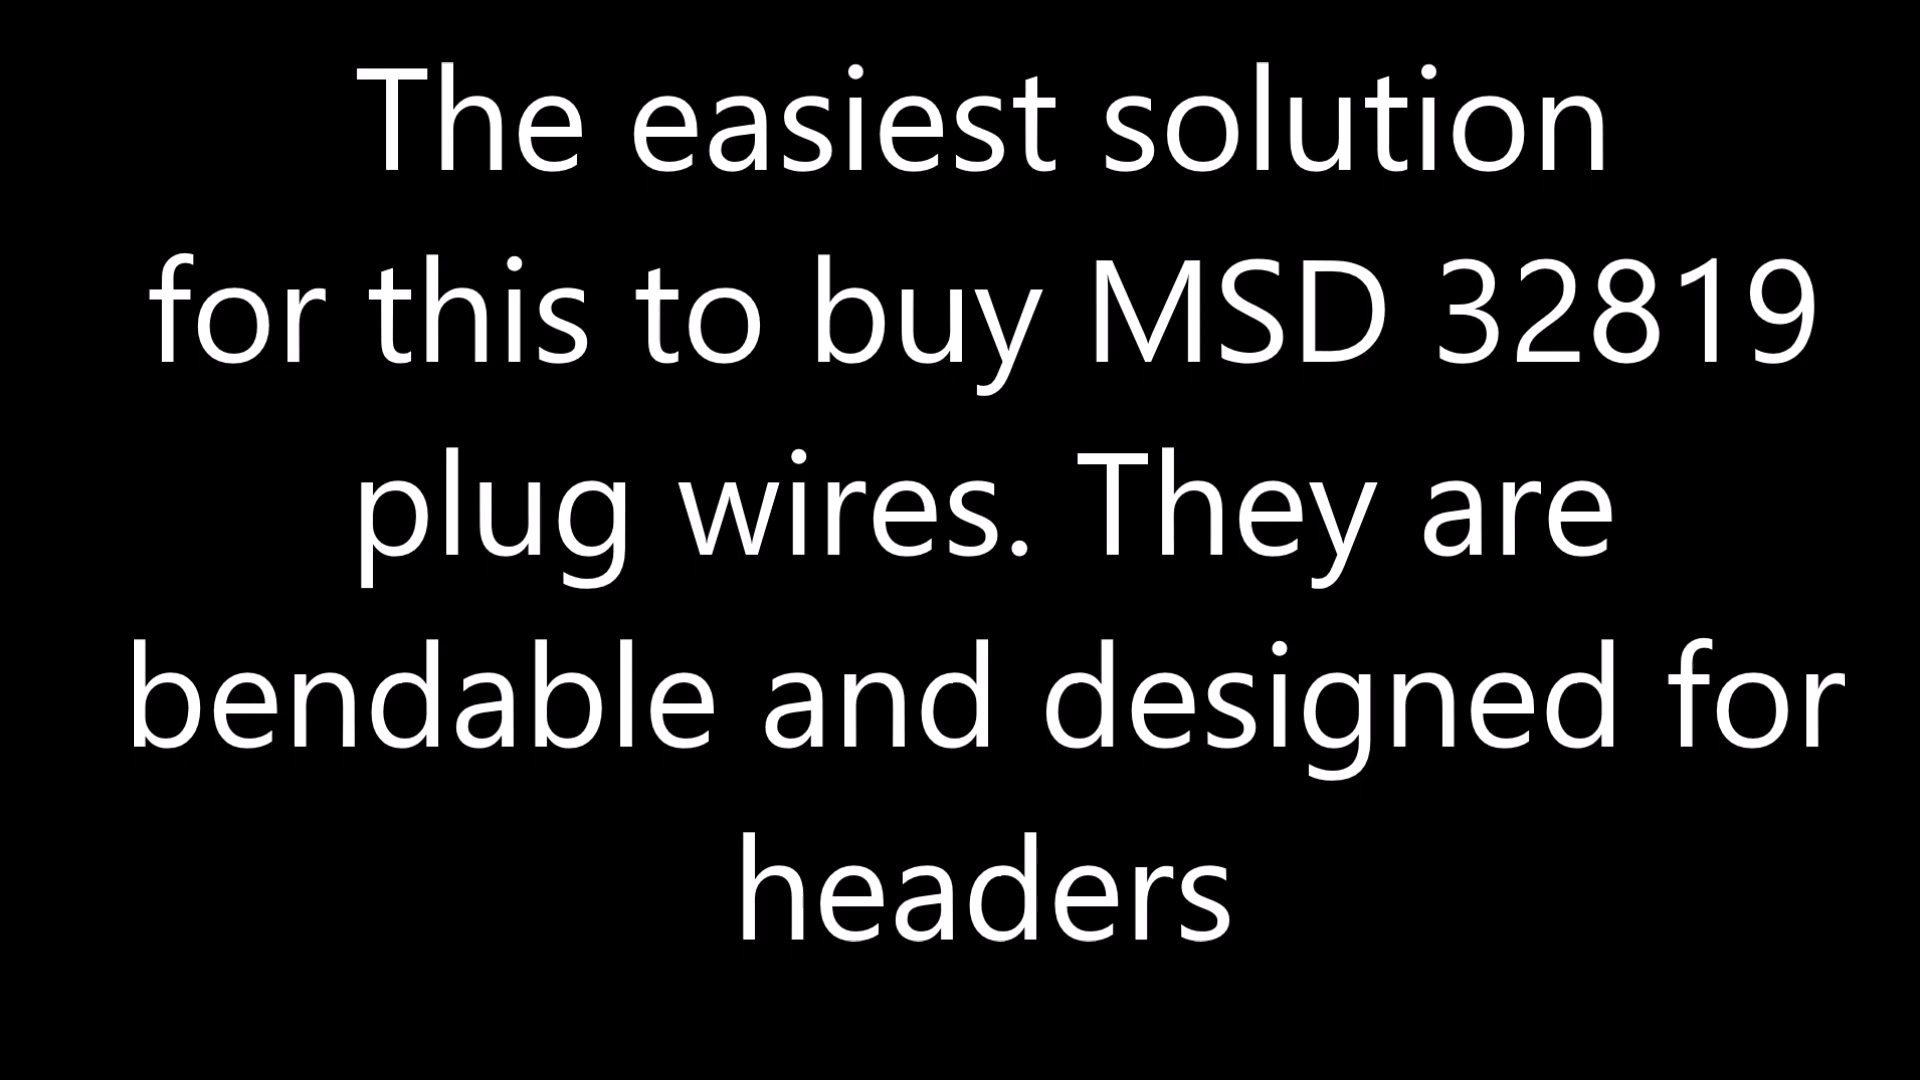 The easiest solution
for this to buy MSD 32819
plug wires. They are
bendable and designed for
headers